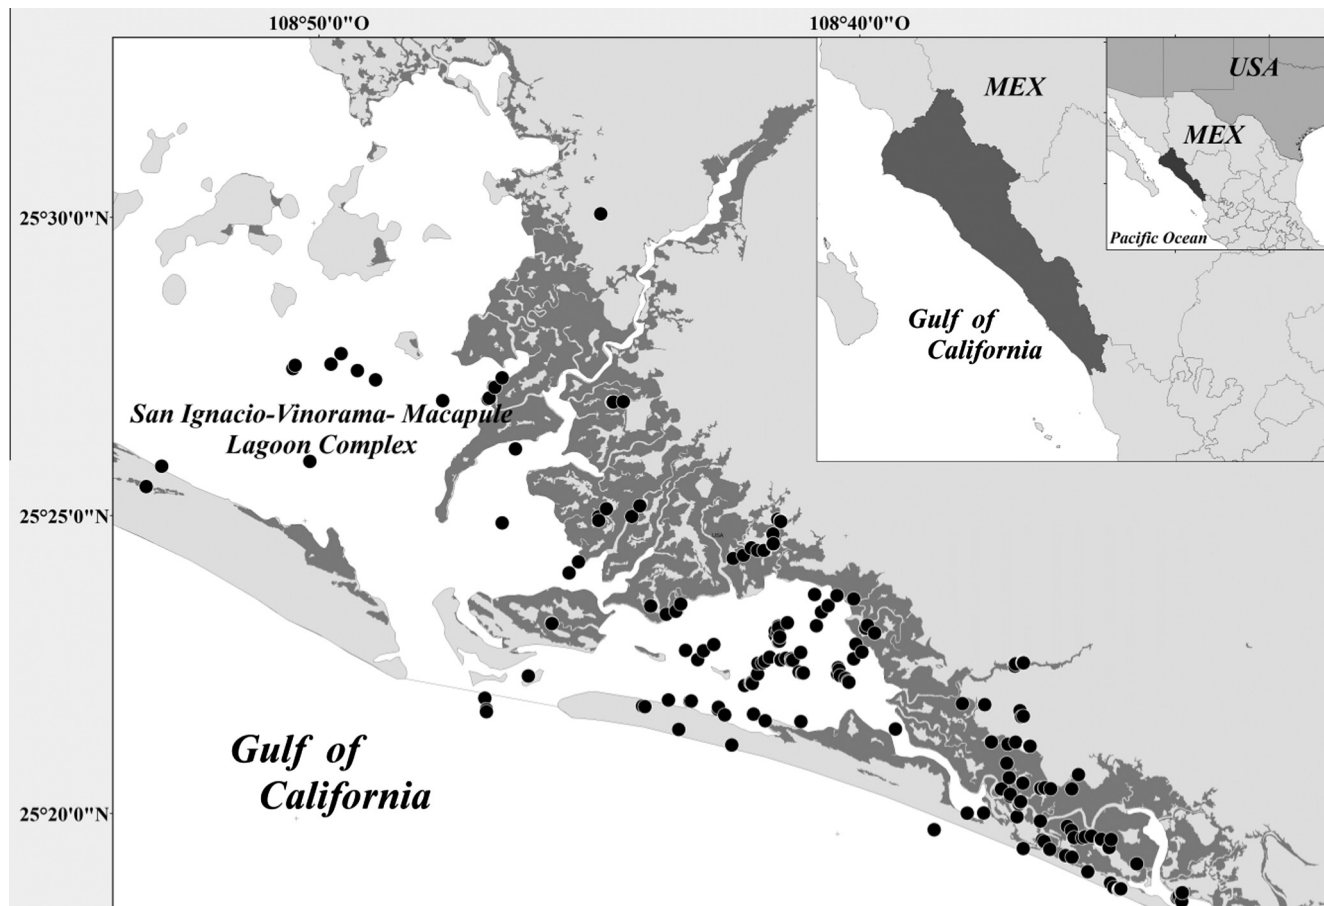 108°50'0"O
108°40'0"O
USA
MEX
MEX
25°30'0"N
Pacific Ocean
Gulf of
California
San Ignacio-Vinorama- Macapule
Lagoon Complex
25°25'0"N
USA
Gulf of
California
25°20'0"N